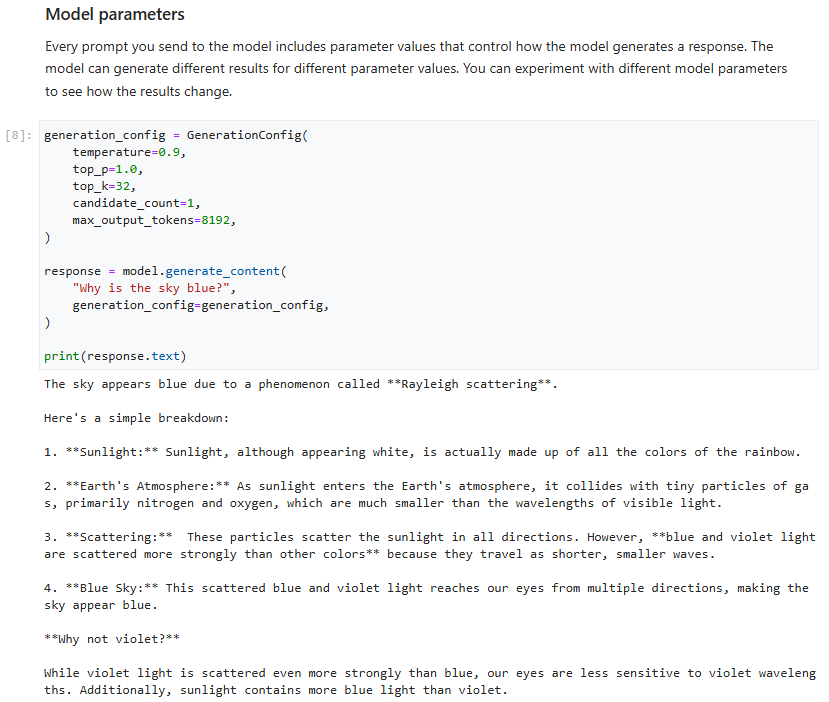 Model parameters
Every prompt you send to the model includes parameter values that control how the model generates a response. The
model can generate different results for different parameter values. You can experiment with different model parameters
to see how the results change.
[8]:
generation_config = GenerationConfig(
    temperature=0.9,
    top_p=1.0,
    top_k=32,
    candidate_count=1,
    max_output_tokens=8192,
)
response = model.generate_content(
    "Why is the sky blue?",
    generation_config=generation_config,
)
print(response.text)
The sky appears blue due to a phenomenon called **Rayleigh scattering**.
Here's a simple breakdown:
1. **Sunlight:** Sunlight, although appearing white, is actually made up of all the colors of the rainbow.
2. **Earth's Atmosphere:** As sunlight enters the Earth's atmosphere, it collides with tiny particles of ga
s, primarily nitrogen and oxygen, which are much smaller than the wavelengths of visible light.
3. **Scattering:**  These particles scatter the sunlight in all directions. However, **blue and violet light
are scattered more strongly than other colors** because they travel as shorter, smaller waves.
4. **Blue Sky:** This scattered blue and violet light reaches our eyes from multiple directions, making the
sky appear blue.
**Why not violet?**
While violet light is scattered even more strongly than blue, our eyes are less sensitive to violet waveleng
ths. Additionally, sunlight contains more blue light than violet.